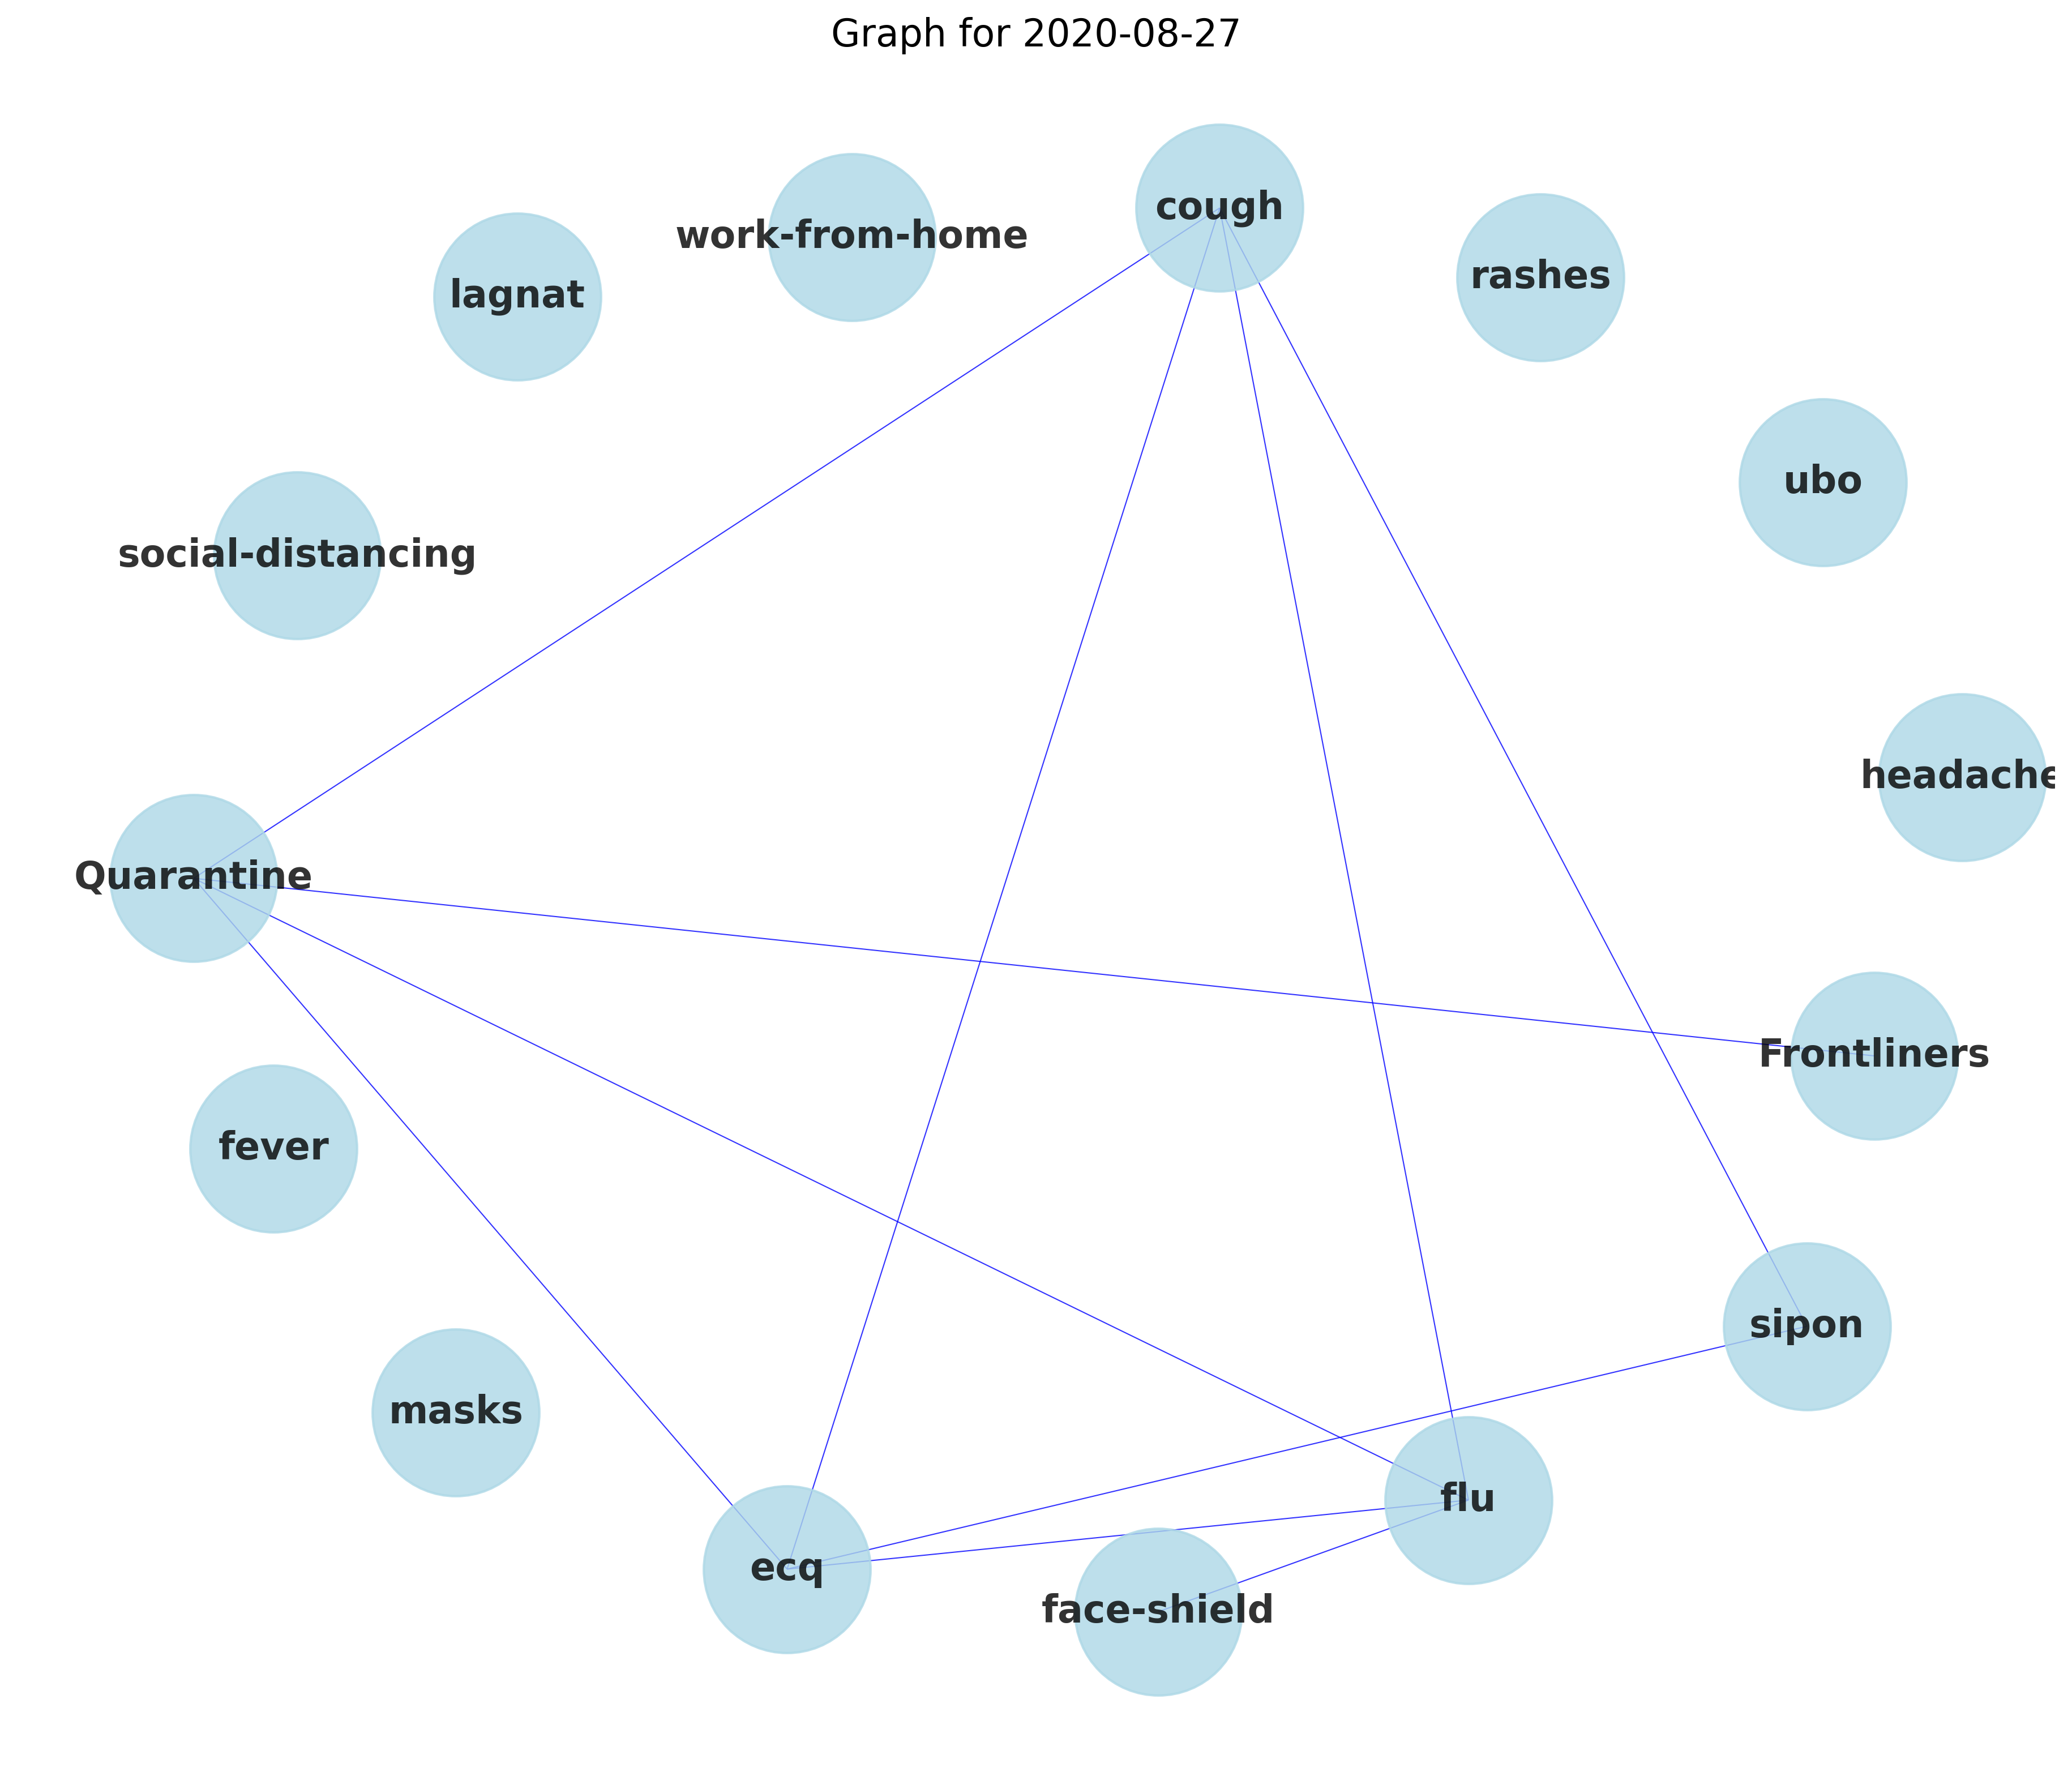 Graph for 2020-08-27
cough
work-from-home
rashes
lagnat
ubo
social-distancing
headache
Quarantine
Frontliners
fever
sipon
masks
flu
ecq
face-shield